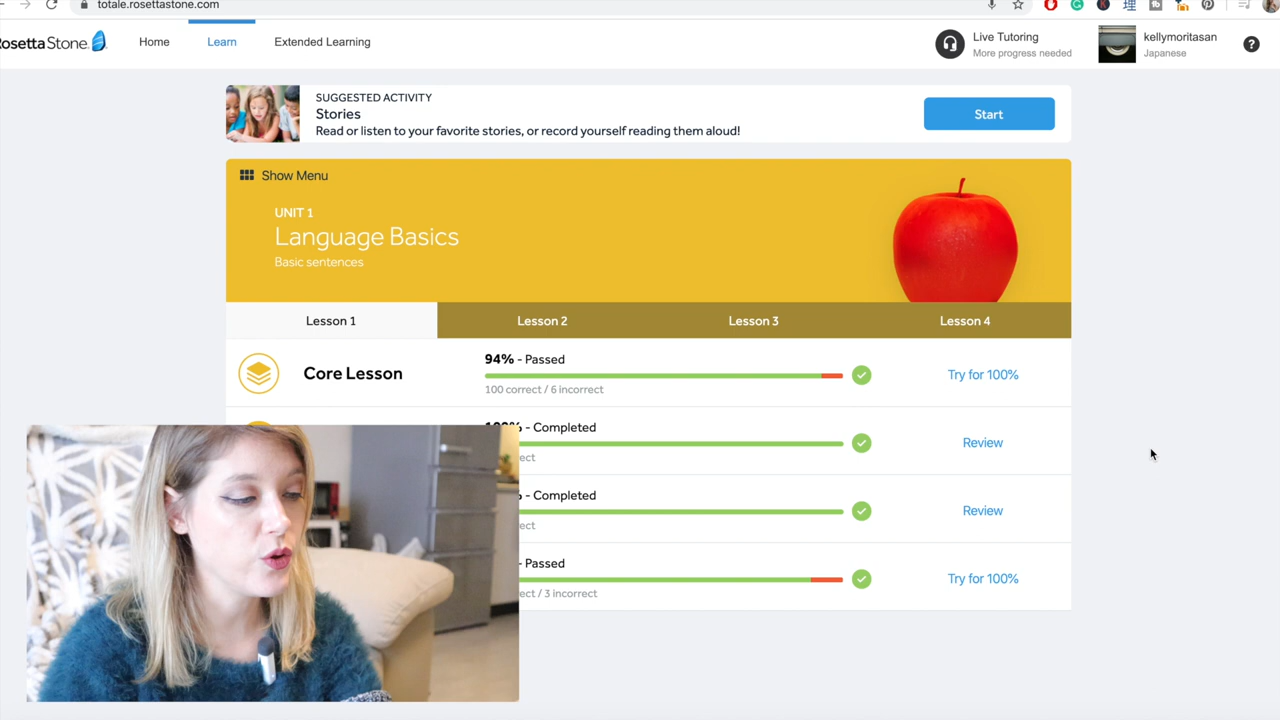 totale.rosettastone.com
RosettaStone
Home
Learn
Extended Learning
Live Tutoring
More progress needed
kellymoritasan
Japanese
?
SUGGESTED ACTIVITY
Stories
Read or listen to your favorite stories, or record yourself reading them aloud!
Start
Show Menu
UNIT 1
Language Basics
Basic sentences
Lesson 1
Lesson 2
Lesson 3
Lesson 4
Core Lesson
94% - Passed
100 correct / 6 incorrect
Try for 100%
- Completed
Review
- Completed
Review
- Passed
/ 3 incorrect
Try for 100%